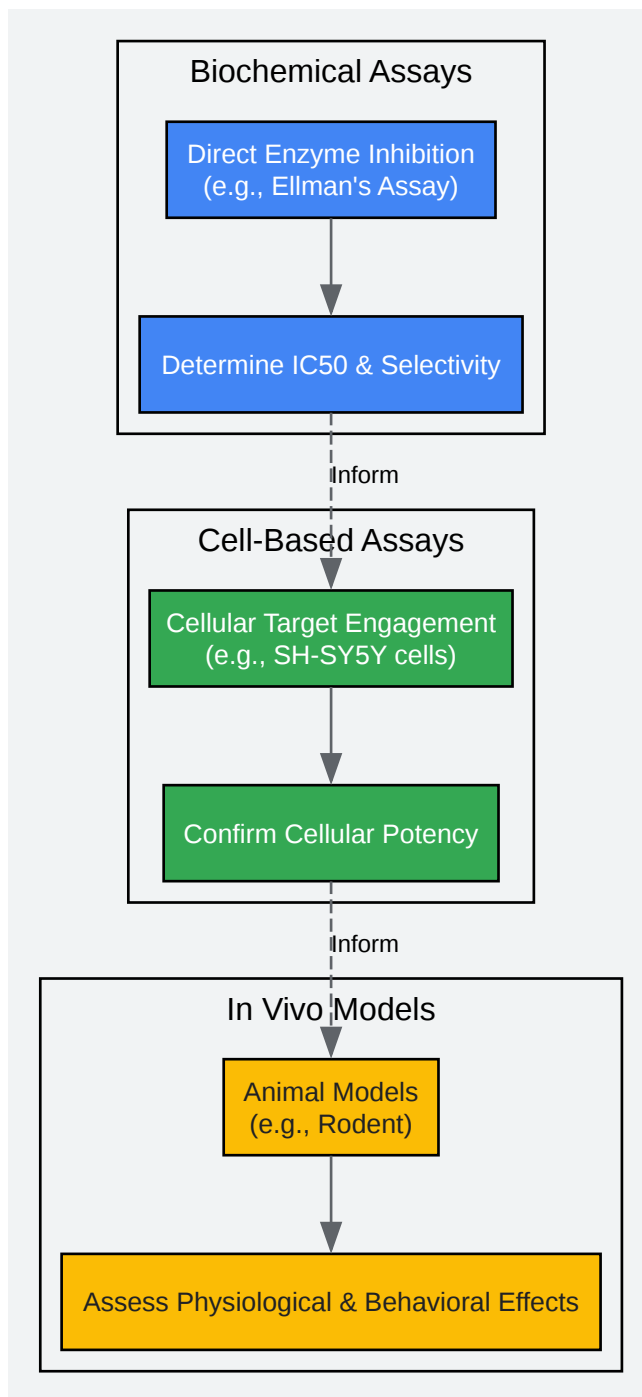 Biochemical Assays
Direct Enzyme Inhibition
(e.g., Ellman's Assay)
Determine IC50 & Selectivity
Inform
Cell-Based Assays
Cellular Target Engagement
(e.g., SH-SY5Y cells)
Confirm Cellular Potency
Inform
In Vivo Models
Animal Models
(e.g., Rodent)
Assess Physiological & Behavioral Effects